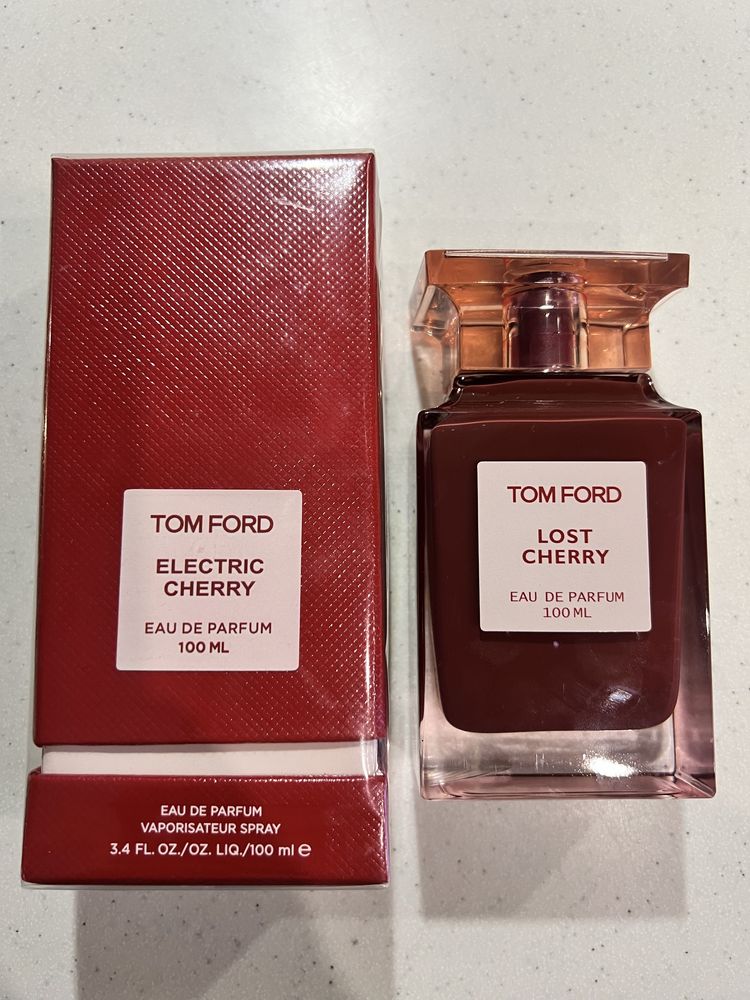 TOM FORD
ELECTRIC
CHERRY
EAU DE PARFUM
100 ML
EAU DE PARFUM
VAPORISATEUR SPRAY
3.4 FL. OZ./OZ. LIQ./100 ml ℮
TOM FORD
LOST
CHERRY
EAU DE PARFUM
100 ML